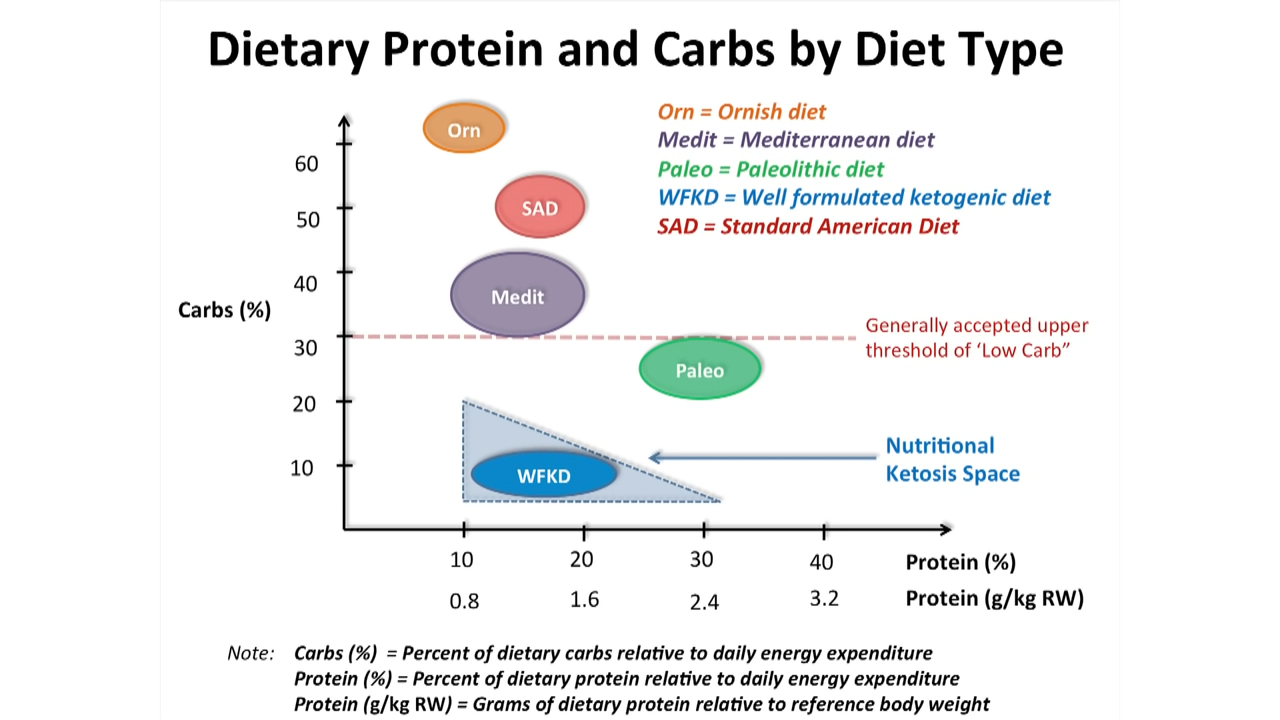 Dietary Protein and Carbs by Diet Type
Orn = Ornish diet
Medit = Mediterranean diet
Paleo = Paleolithic diet
WFKD = Well formulated ketogenic diet
SAD = Standard American Diet
Orn
SAD
Medit
Paleo
WFKD
60
50
40
Carbs (%)
30
20
10
Generally accepted upper
threshold of ‘Low Carb”
Nutritional
Ketosis Space
10 20 30 40 Protein (%)
0.8 1.6 2.4 3.2 Protein (g/kg RW)
Note: Carbs (%) = Percent of dietary carbs relative to daily energy expenditure
Protein (%) = Percent of dietary protein relative to daily energy expenditure
Protein (g/kg RW) = Grams of dietary protein relative to reference body weight